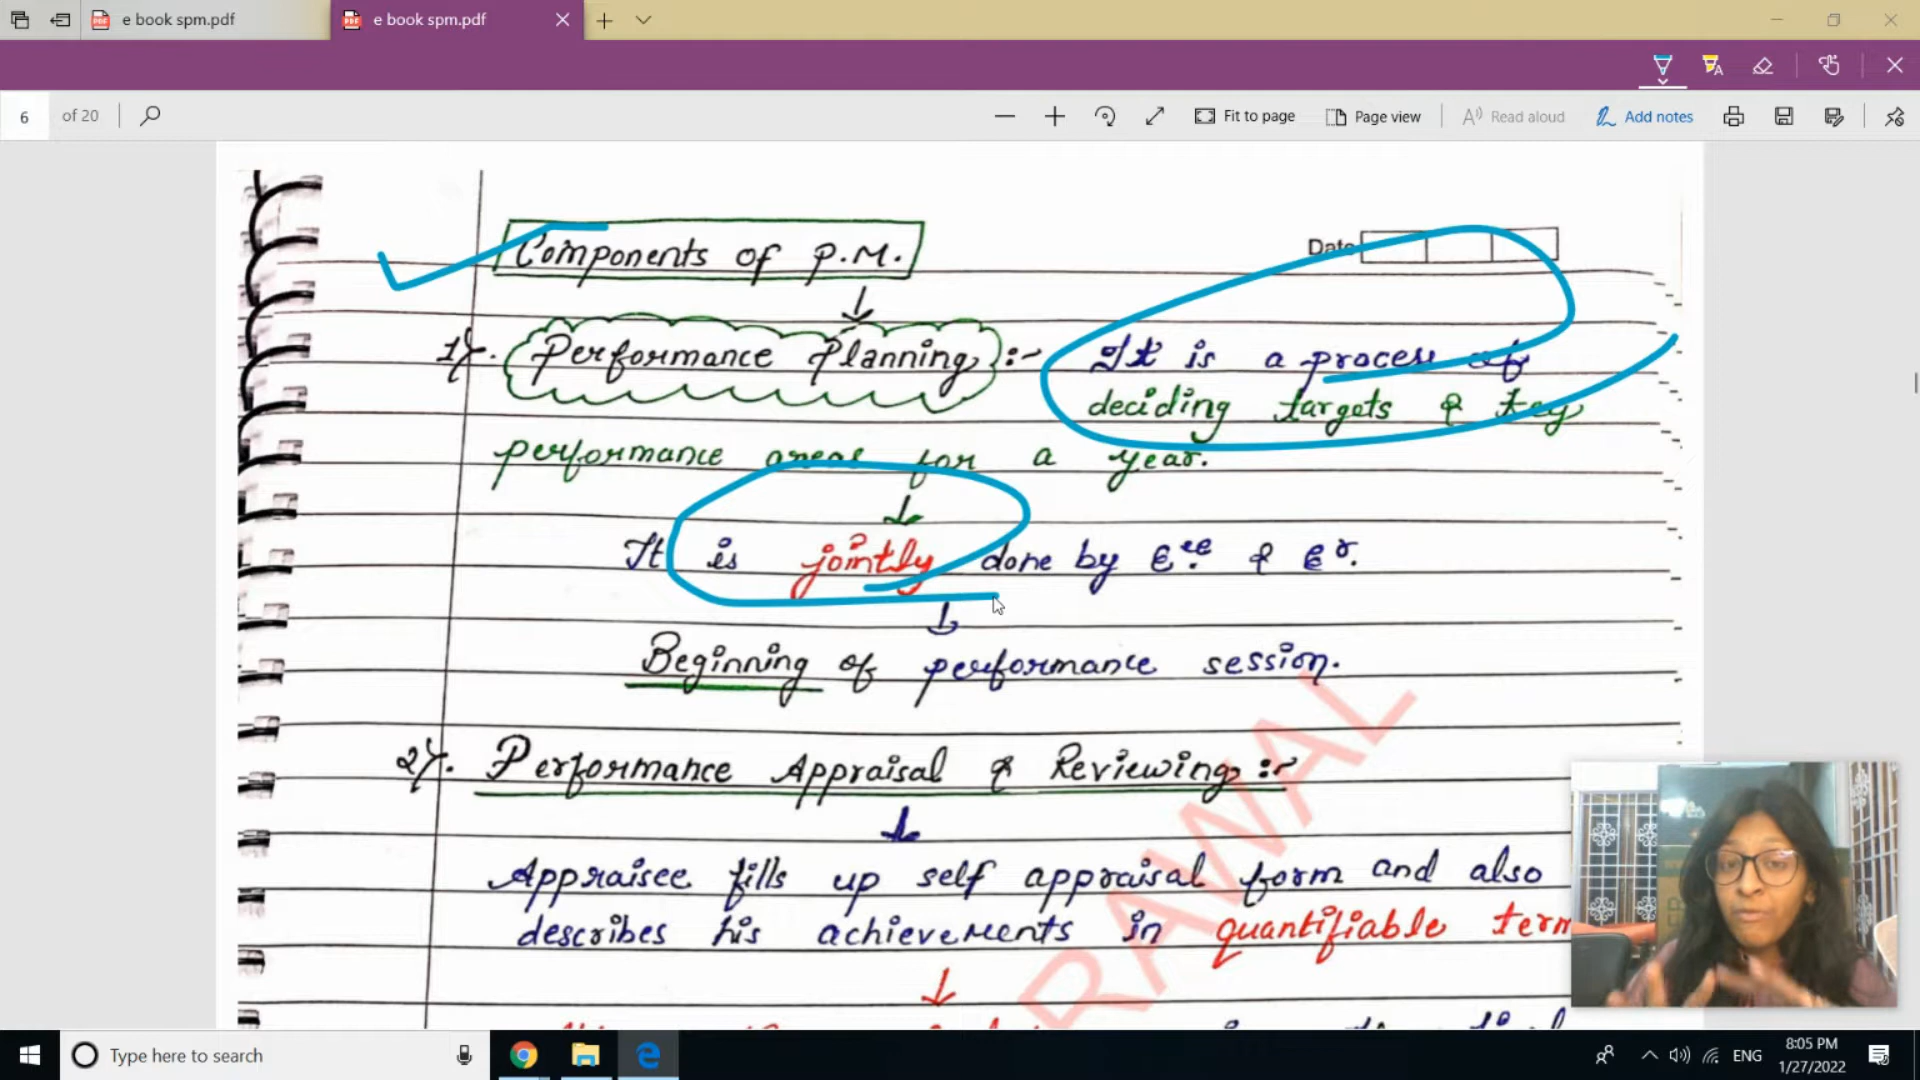 e book spm.pdf
e book spm.pdf
6 of 20
Fit to page
Page view
Read aloud
Add notes
Components of P.M.
Date
1). Performance Planning :- It is a process of
deciding targets & key
performance areas for a year.
It is jointly done by Eee & Er.
Beginning of performance session.
2). Performance Appraisal & Reviewing :-
Appraisee fills up self appraisal form and also
describes his achievements in quantifiable term
RAWAL
Type here to search
ENG
8:05 PM
1/27/2022